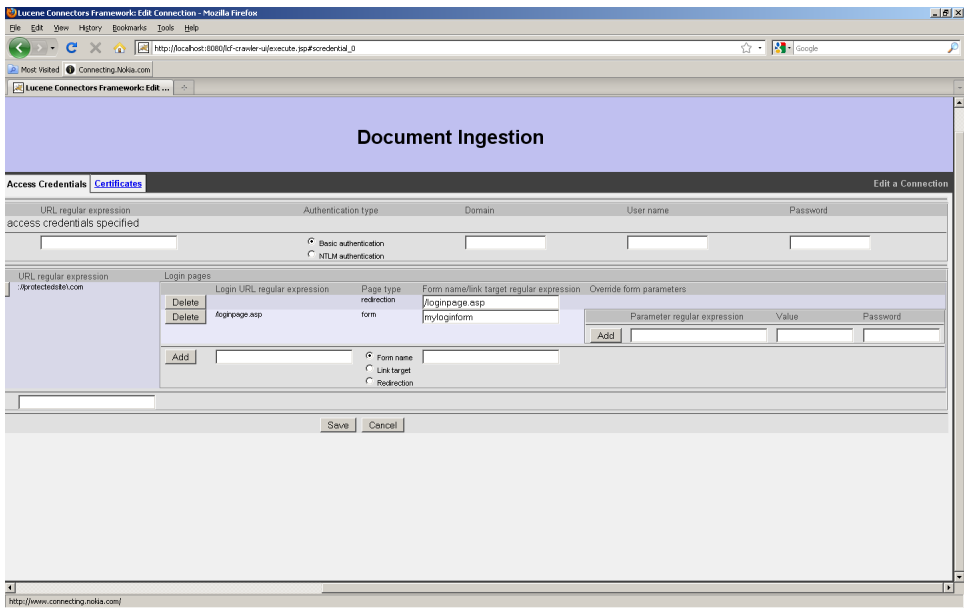 Lucene Connectors Framework: Edit Connection - Mozilla Firefox
File Edit View History Bookmarks Tools Help
http://localhost:8080/lcf-crawler-ui/execute.jsp#scredential_0 Google
Most Visited Connecting.Nokia.com
Lucene Connectors Framework: Edit ...
Document Ingestion
Access Credentials Certificates Edit a Connection
URL regular expression Authentication type Domain User name Password
access credentials specified
Basic authentication
NTLM authentication
URL regular expression Login pages
://protectedsite\.com Login URL regular expression Page type Form name/link target regular expression Override form parameters
Delete redirection /loginpage.asp
Delete /loginpage.asp form myloginform Parameter regular expression Value Password
Add
Add Form name
Link target
Redirection
Save Cancel
http://www.connecting.nokia.com/